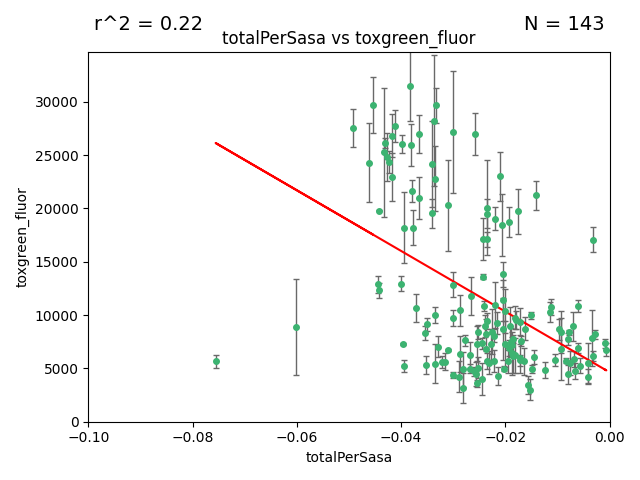 r^2 = 0.22 N = 143
totalPerSasa vs toxgreen_fluor
30000
25000
20000
15000
10000
5000
0
toxgreen_fluor
−0.10 −0.08 −0.06 −0.04 −0.02 0.00
totalPerSasa